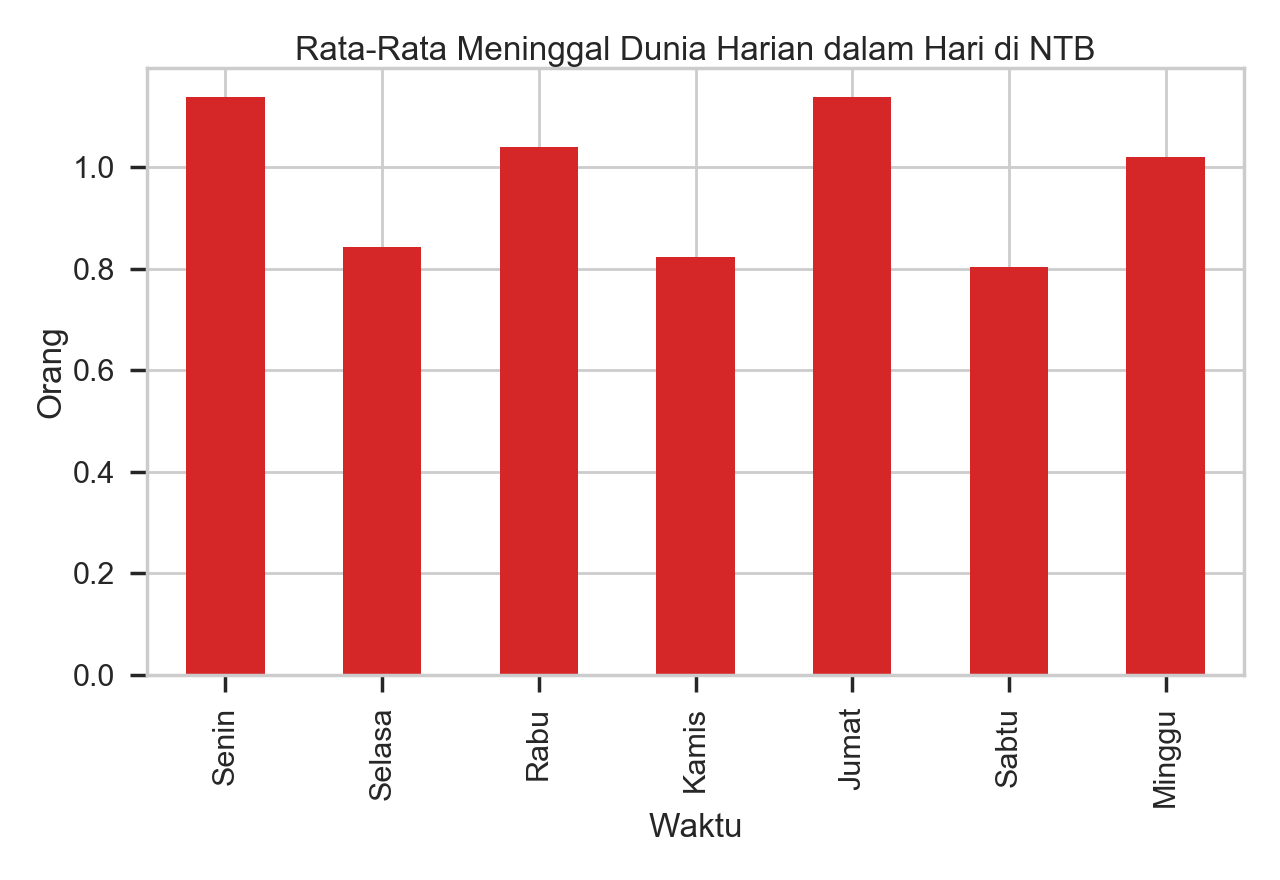 Rata-Rata Meninggal Dunia Harian dalam Hari di NTB
Orang
1.0
0.8
0.6
0.4
0.2
0.0
Senin
Selasa
Rabu
Kamis
Jumat
Sabtu
Minggu
Waktu